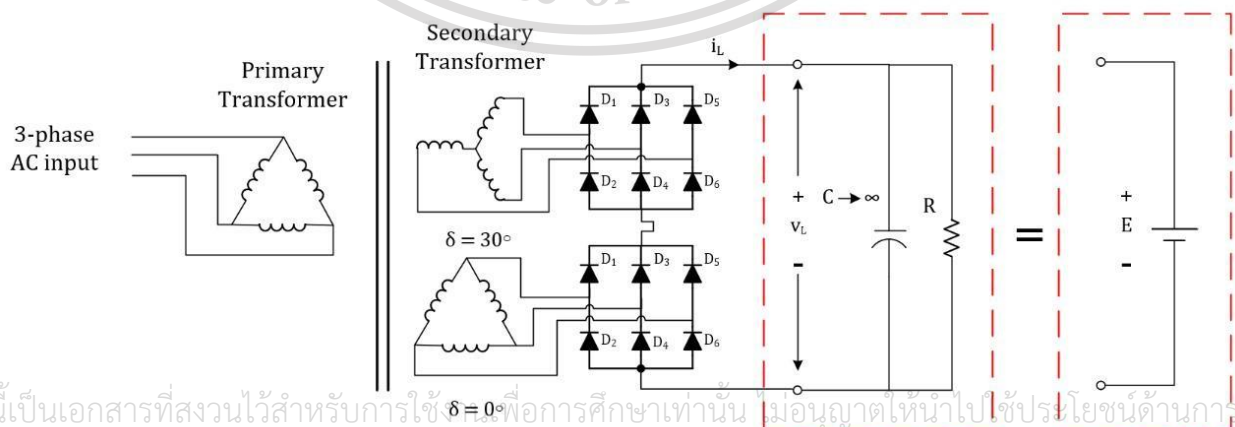 Secondary
Transformer
Primary
Transformer
3-phase
AC input
i_L
D₁ D₃ D₅
D₂ D₄ D₆
δ = 30°
D₁ D₃ D₅
D₂ D₄ D₆
δ = 0°
+
v_L
-
C → ∞
R
=
+
E
-
นี้เป็นเอกสารที่สงวนไว้สำหรับการใช้งานเพื่อการศึกษาเท่านั้น ไม่อนุญาตให้นำไปใช้ประโยชน์ด้านการ